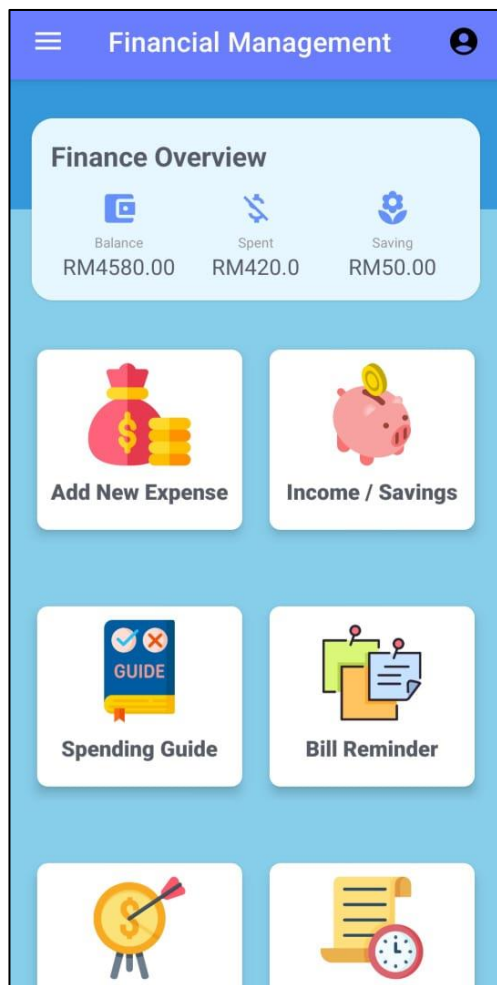 Financial Management
Finance Overview
Balance Spent Saving
RM4580.00 RM420.0 RM50.00
Add New Expense Income / Savings
GUIDE
Spending Guide Bill Reminder